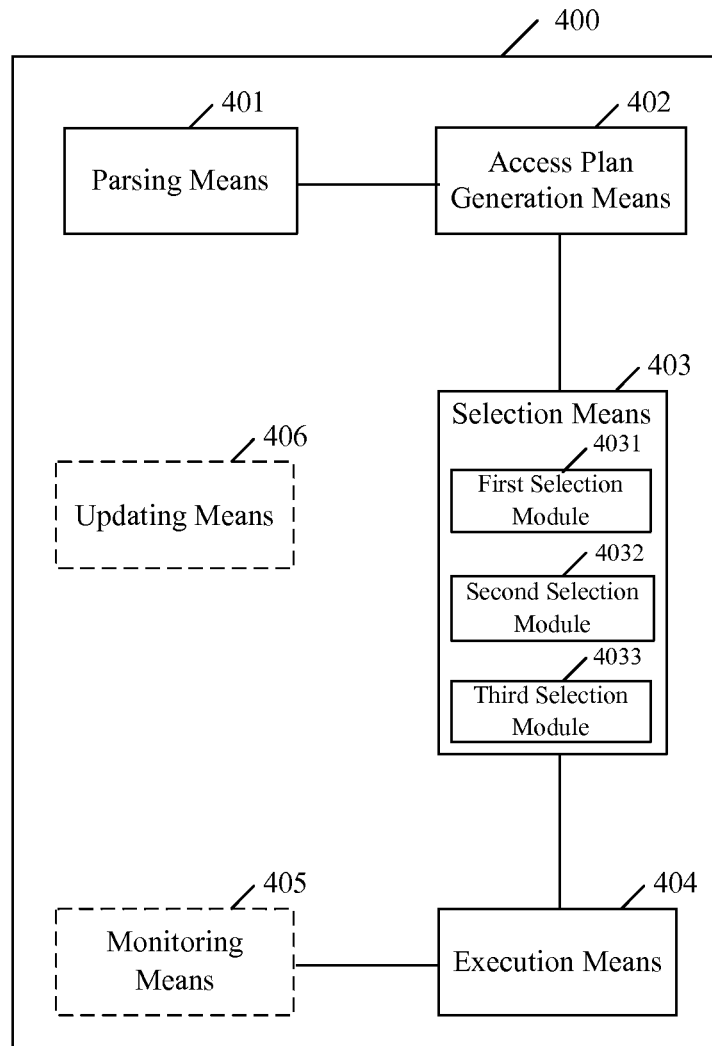 400
401
402
Parsing Means
Access Plan
Generation Means
403
Selection Means
4031
First Selection
Module
406
Updating Means
4032
Second Selection
Module
4033
Third Selection
Module
405
404
Monitoring
Means
Execution Means